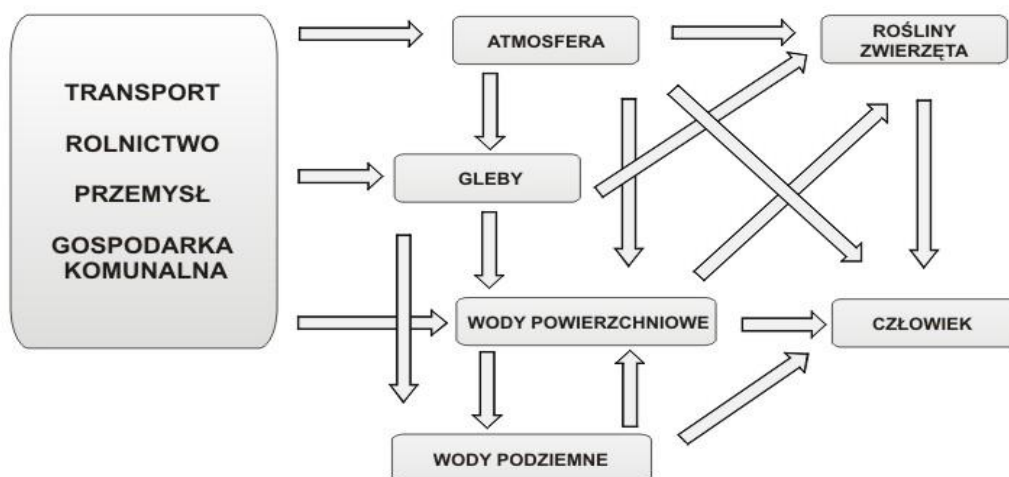 TRANSPORT
ROLNICTWO
PRZEMYSŁ
GOSPODARKA
KOMUNALNA
ATMOSFERA
ROŚLINY
ZWIERZĘTA
GLEBY
WODY POWIERZCHNIOWE
CZŁOWIEK
WODY PODZIEMNE